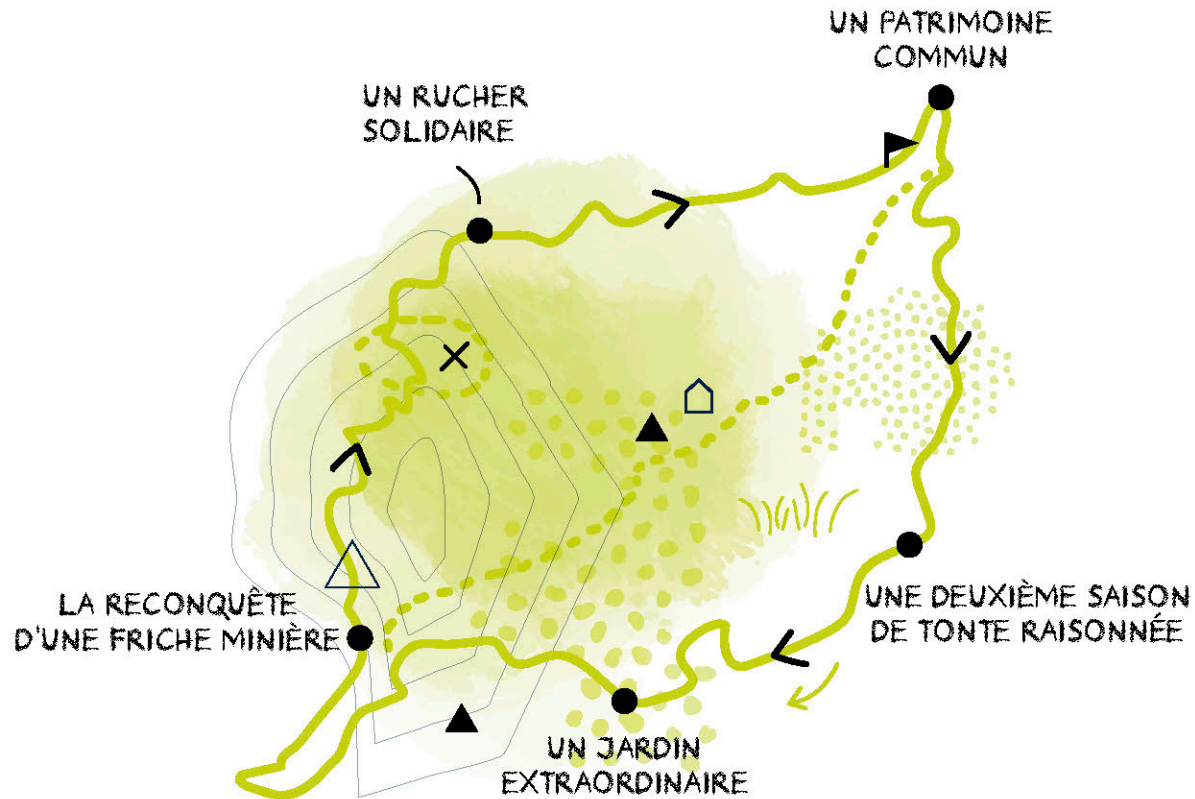 UN PATRIMOINE
COMMUN
UN RUCHER
SOLIDAIRE
LA RECONQUÊTE
D'UNE FRICHE MINIÈRE
UNE DEUXIÈME SAISON
DE TONTE RAISONNÉE
UN JARDIN
EXTRAORDINAIRE